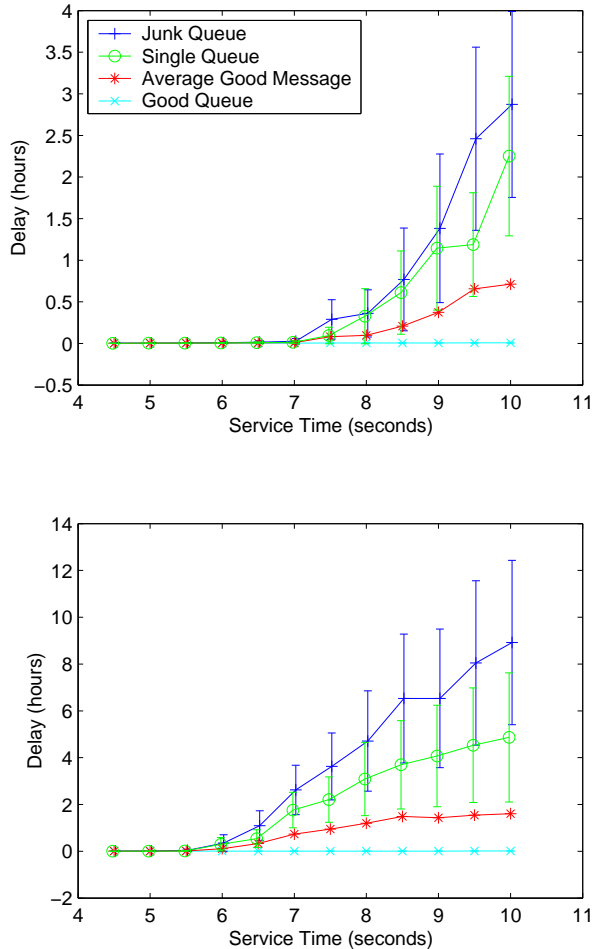 4
3.5
3
2.5
2
1.5
1
0.5
0
−0.5
Delay (hours)
Junk Queue
Single Queue
Average Good Message
Good Queue
4 5 6 7 8 9 10 11
Service Time (seconds)
14
12
10
8
6
4
2
0
−2
Delay (hours)
4 5 6 7 8 9 10 11
Service Time (seconds)